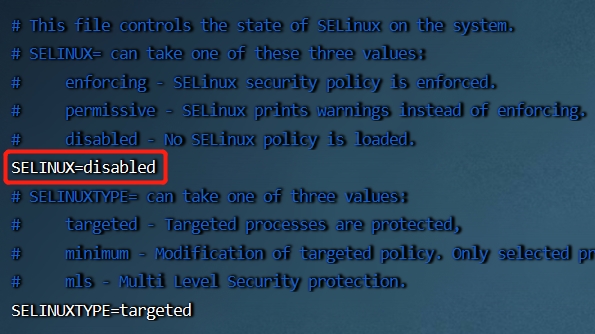 # This file controls the state of SELinux on the system.
# SELINUX= can take one of these three values:
#     enforcing - SELinux security policy is enforced.
#     permissive - SELinux prints warnings instead of enforcing.
#     disabled - No SELinux policy is loaded.
SELINUX=disabled
# SELINUXTYPE= can take one of three values:
#     targeted - Targeted processes are protected,
#     minimum - Modification of targeted policy. Only selected pr
#     mls - Multi Level Security protection.
SELINUXTYPE=targeted